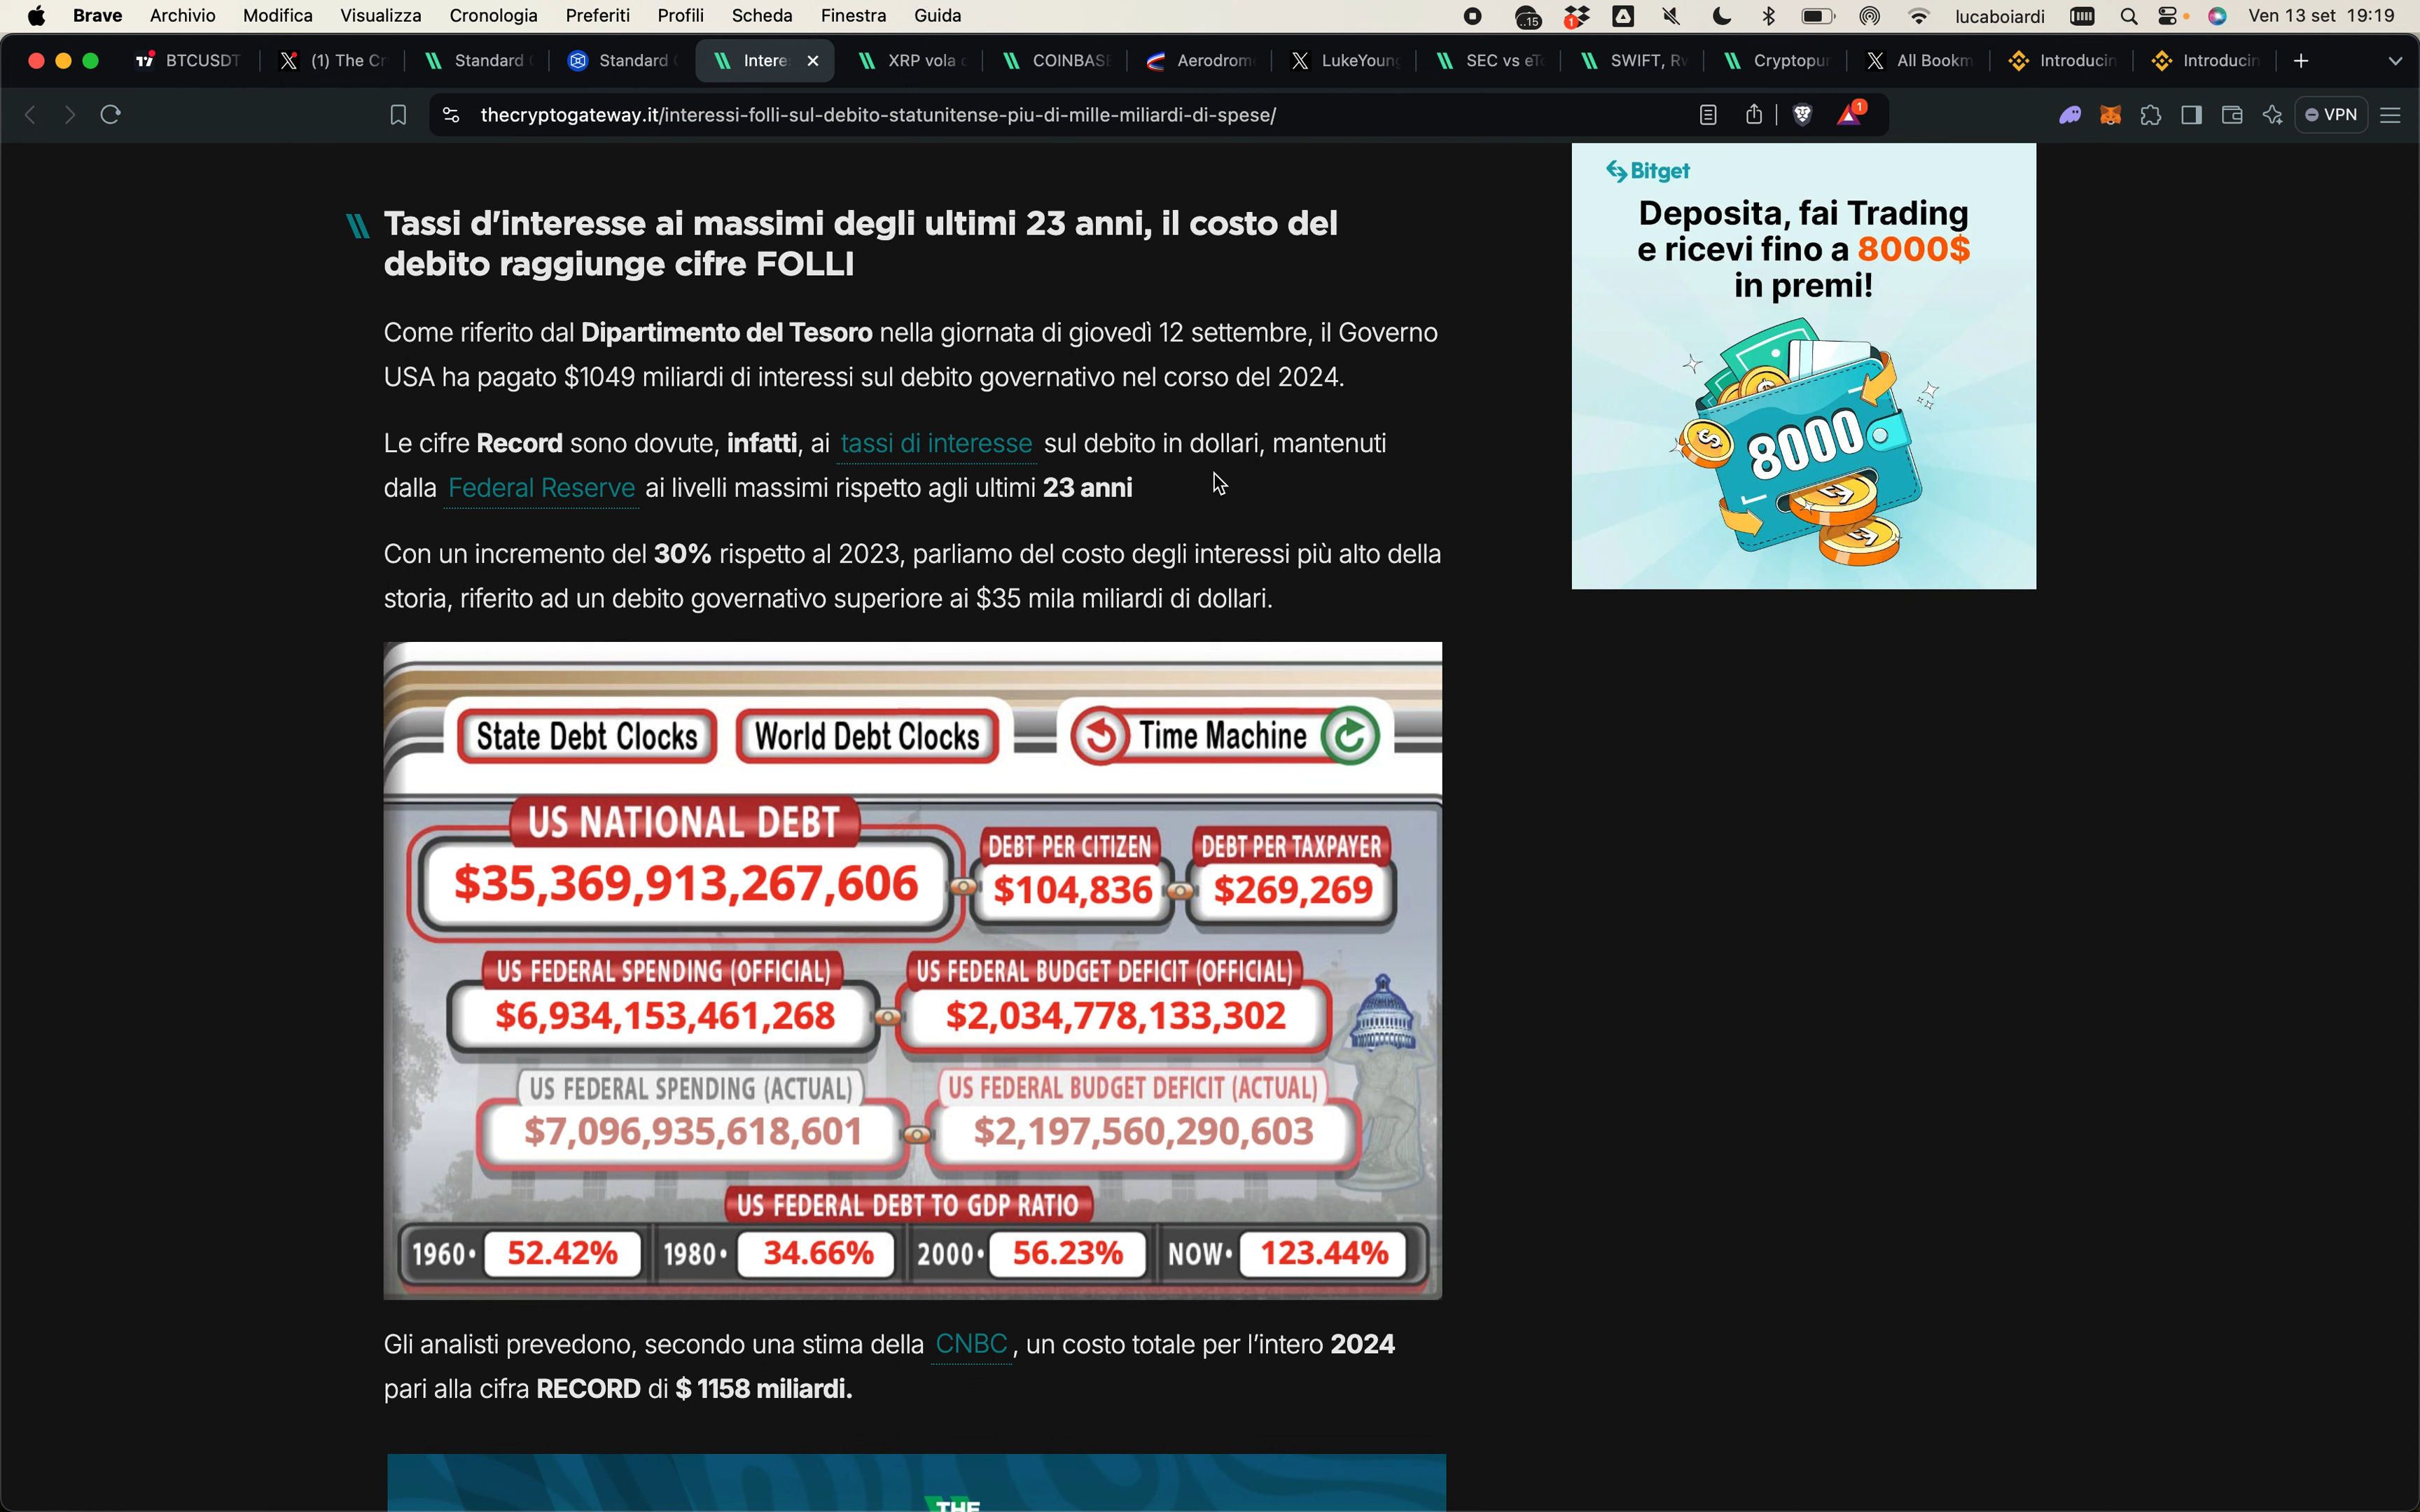 Brave Archivio Modifica Visualizza Cronologia Preferiti Profili Scheda Finestra Guida
15 1 lucaboiardi Ven 13 set 19:19
BTCUSDT (1) The Cr Standard Standard Intere XRP vola COINBASE Aerodrom LukeYoung SEC vs eTo SWIFT, Rw Cryptopun All Bookm Introducin Introducin
thecryptogateway.it/interessi-folli-sul-debito-statunitense-piu-di-mille-miliardi-di-spese/
1 VPN
Tassi d'interesse ai massimi degli ultimi 23 anni, il costo del
debito raggiunge cifre FOLLI
Come riferito dal Dipartimento del Tesoro nella giornata di giovedì 12 settembre, il Governo
USA ha pagato $1049 miliardi di interessi sul debito governativo nel corso del 2024.
Le cifre Record sono dovute, infatti, ai tassi di interesse sul debito in dollari, mantenuti
dalla Federal Reserve ai livelli massimi rispetto agli ultimi 23 anni
Con un incremento del 30% rispetto al 2023, parliamo del costo degli interessi più alto della
storia, riferito ad un debito governativo superiore ai $35 mila miliardi di dollari.
State Debt Clocks World Debt Clocks Time Machine
US NATIONAL DEBT
$35,369,913,267,606
DEBT PER CITIZEN
$104,836
DEBT PER TAXPAYER
$269,269
US FEDERAL SPENDING (OFFICIAL)
$6,934,153,461,268
US FEDERAL BUDGET DEFICIT (OFFICIAL)
$2,034,778,133,302
US FEDERAL SPENDING (ACTUAL)
$7,096,935,618,601
US FEDERAL BUDGET DEFICIT (ACTUAL)
$2,197,560,290,603
US FEDERAL DEBT TO GDP RATIO
1960• 52.42% 1980• 34.66% 2000• 56.23% NOW• 123.44%
Gli analisti prevedono, secondo una stima della CNBC, un costo totale per l'intero 2024
pari alla cifra RECORD di $ 1158 miliardi.
THE
Bitget
Deposita, fai Trading
e ricevi fino a 8000$
in premi!
8000